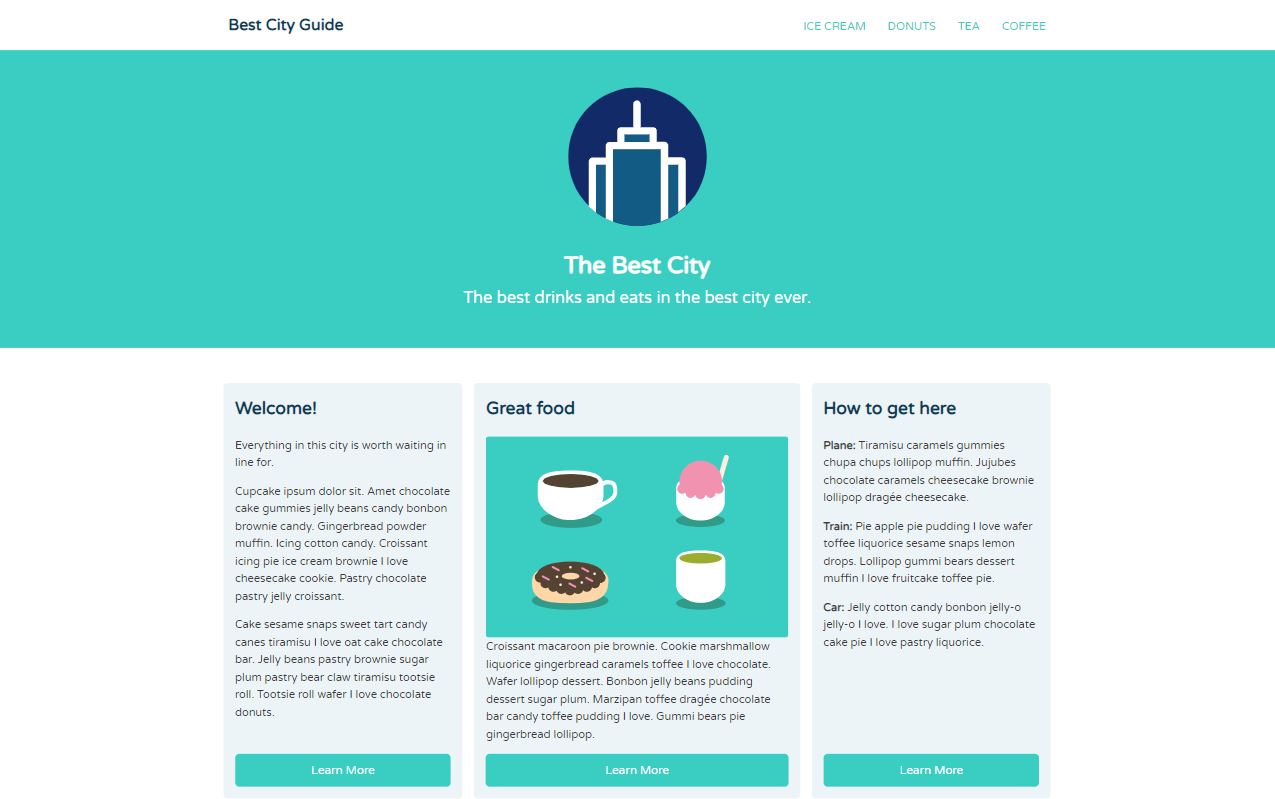 Best City Guide
ICE CREAM DONUTS TEA COFFEE
The Best City
The best drinks and eats in the best city ever.
Welcome!
Everything in this city is worth waiting in
line for.
Cupcake ipsum dolor sit. Amet chocolate
cake gummies jelly beans candy bonbon
brownie candy. Gingerbread powder
muffin. Icing cotton candy. Croissant
icing pie ice cream brownie I love
cheesecake cookie. Pastry chocolate
pastry jelly croissant.
Cake sesame snaps sweet tart candy
canes tiramisu I love oat cake chocolate
bar. Jelly beans pastry brownie sugar
plum pastry bear claw tiramisu tootsie
roll. Tootsie roll wafer I love chocolate
donuts.
Learn More
Great food
Croissant macaroon pie brownie. Cookie marshmallow
liquorice gingerbread caramels toffee I love chocolate.
Wafer lollipop dessert. Bonbon jelly beans pudding
dessert sugar plum. Marzipan toffee dragée chocolate
bar candy toffee pudding I love. Gummi bears pie
gingerbread lollipop.
Learn More
How to get here
Plane: Tiramisu caramels gummies
chupa chups lollipop muffin. Jujubes
chocolate caramels cheesecake brownie
lollipop dragée cheesecake.
Train: Pie apple pie pudding I love wafer
toffee liquorice sesame snaps lemon
drops. Lollipop gummi bears dessert
muffin I love fruitcake toffee pie.
Car: Jelly cotton candy bonbon jelly-o
jelly-o I love. I love sugar plum chocolate
cake pie I love pastry liquorice.
Learn More